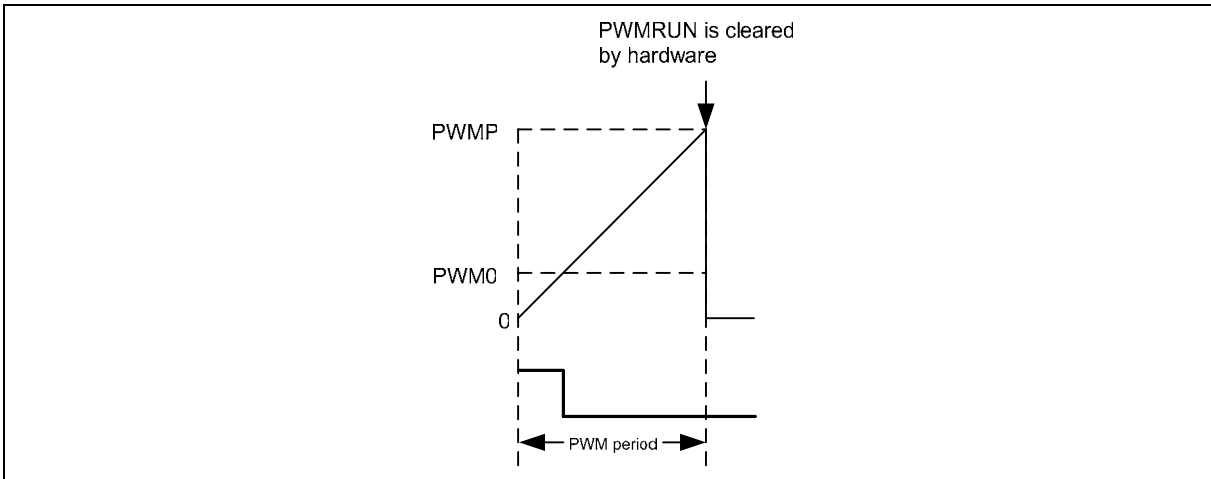 PWMRUN is cleared
by hardware
PWMP
PWM0
0
PWM period